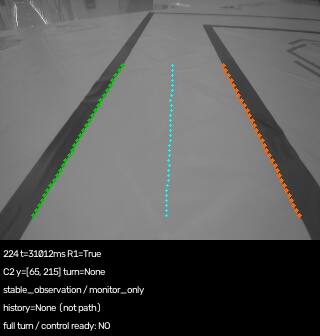 224 t=31012ms R1=True
C2 y=[65, 215] turn=None
stable_observation / monitor_only
history=None (not path)
full turn / control ready: NO